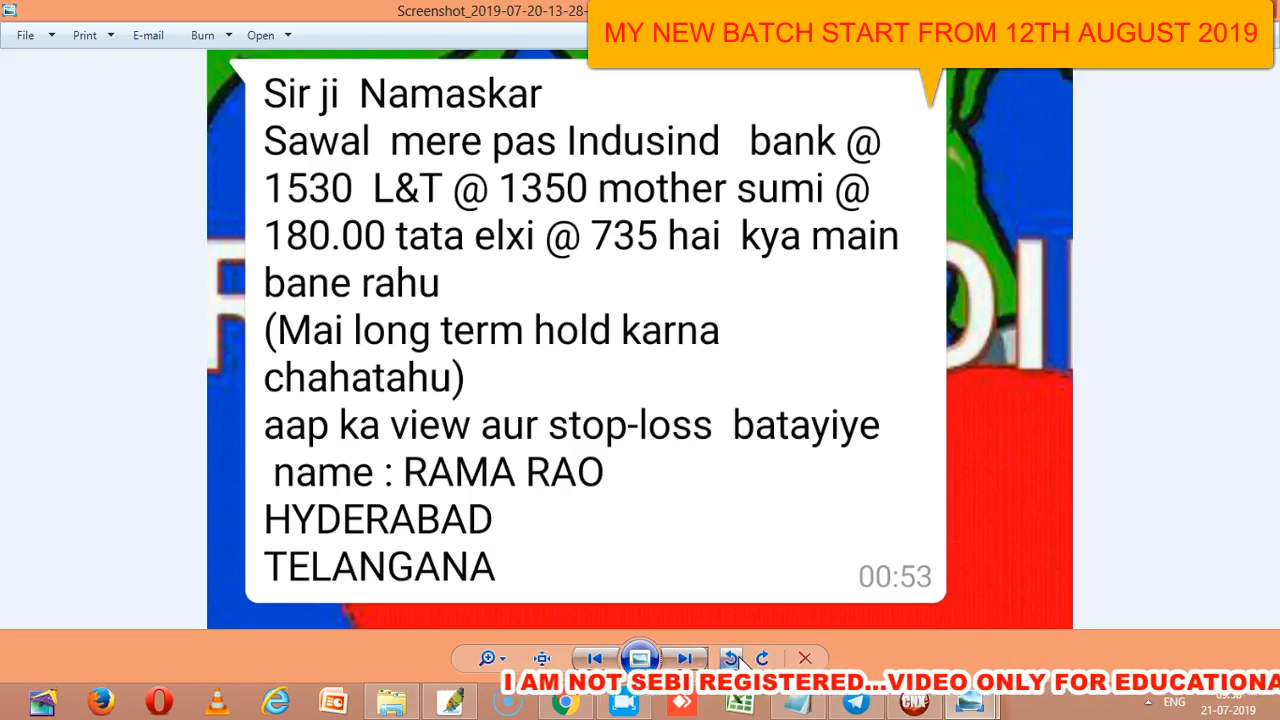 Screenshot_2019-07-20-13-28-
MY NEW BATCH START FROM 12TH AUGUST 2019
File Print E-mail Burn Open
Sir ji Namaskar
Sawal mere pas Indusind bank @
1530 L&T @ 1350 mother sumi @
180.00 tata elxi @ 735 hai kya main
bane rahu
(Mai long term hold karna
chahatahu)
aap ka view aur stop-loss batayiye
name : RAMA RAO
HYDERABAD
TELANGANA
00:53
I AM NOT SEBI REGISTERED...VIDEO ONLY FOR EDUCATIONA
CNX
ENG
21-07-2019